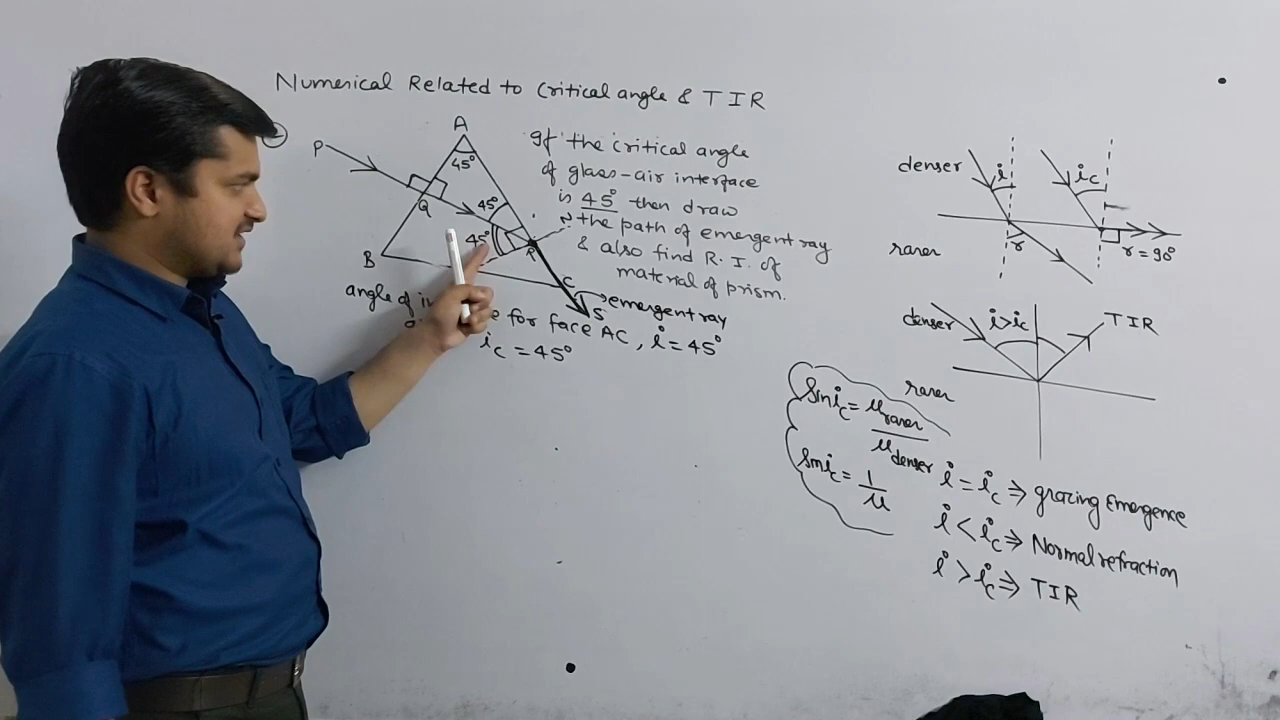 Numerical Related to Critical angle & TIR
2
A
P
45°
Q
45°
45°
R
N
B
C
S
If the critical angle
of glass-air interface
is 45° then draw
the path of emergent ray
& also find R.I. of
material of prism.
emergent ray
angle of
for face AC, i = 45°
ic = 45°
denser
i
ic
rarer
r
r = 90°
denser
i>ic
TIR
rarer
Sin ic = μrarer
μdenser
Sin ic = 1
μ
i = ic ⇒ grazing Emergence
i < ic ⇒ Normal refraction
i > ic ⇒ TIR